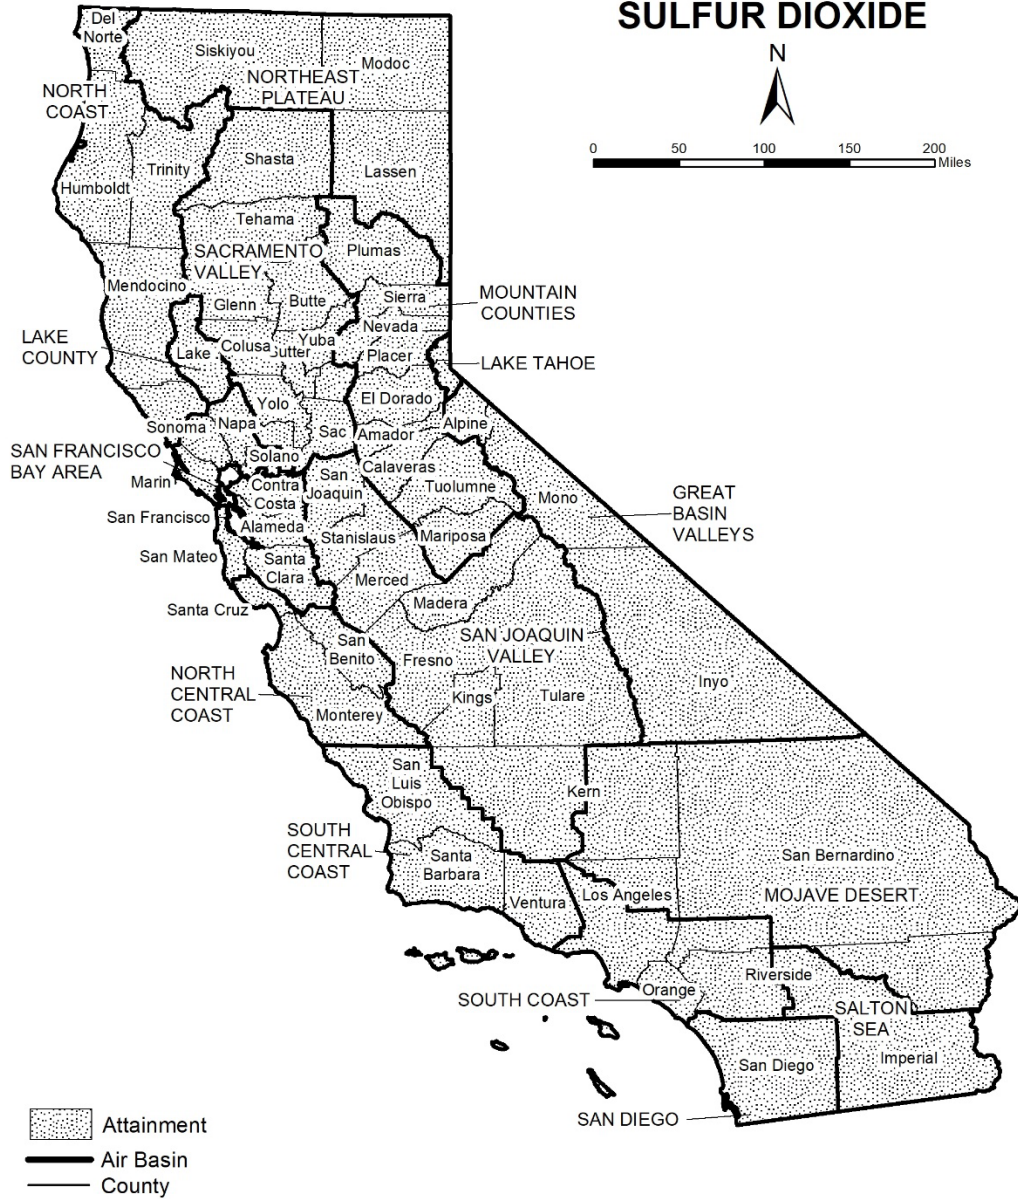 SULFUR DIOXIDE
N
0 50 100 150 200
Miles
Del
Norte
Siskiyou
Modoc
NORTHEAST
PLATEAU
NORTH
COAST
Shasta
Trinity
Lassen
Humboldt
Tehama
Plumas
SACRAMENTO
VALLEY
Mendocino
Glenn
Butte
Sierra
MOUNTAIN
COUNTIES
Nevada
LAKE
COUNTY
Lake
Colusa
Yuba
utter
Placer
LAKE TAHOE
Yolo
El Dorado
Sonoma
Napa
Sac
Amador
Alpine
SAN FRANCISCO
BAY AREA
Solano
Marin
Contra
Costa
San
Joaquin
Calaveras
Tuolumne
Mono
GREAT
BASIN
VALLEYS
San Francisco
Alameda
Stanislaus
Mariposa
San Mateo
Santa
Clara
Merced
Santa Cruz
Madera
SAN JOAQUIN
VALLEY
San
Benito
Fresno
NORTH
CENTRAL
COAST
Kings
Tulare
Inyo
Monterey
San
Luis
Obispo
Kern
SOUTH
CENTRAL
COAST
Santa
Barbara
San Bernardino
Ventura
Los Angeles
MOJAVE DESERT
Riverside
Orange
SOUTH COAST
SALTON
SEA
San Diego
Imperial
SAN DIEGO
Attainment
Air Basin
County